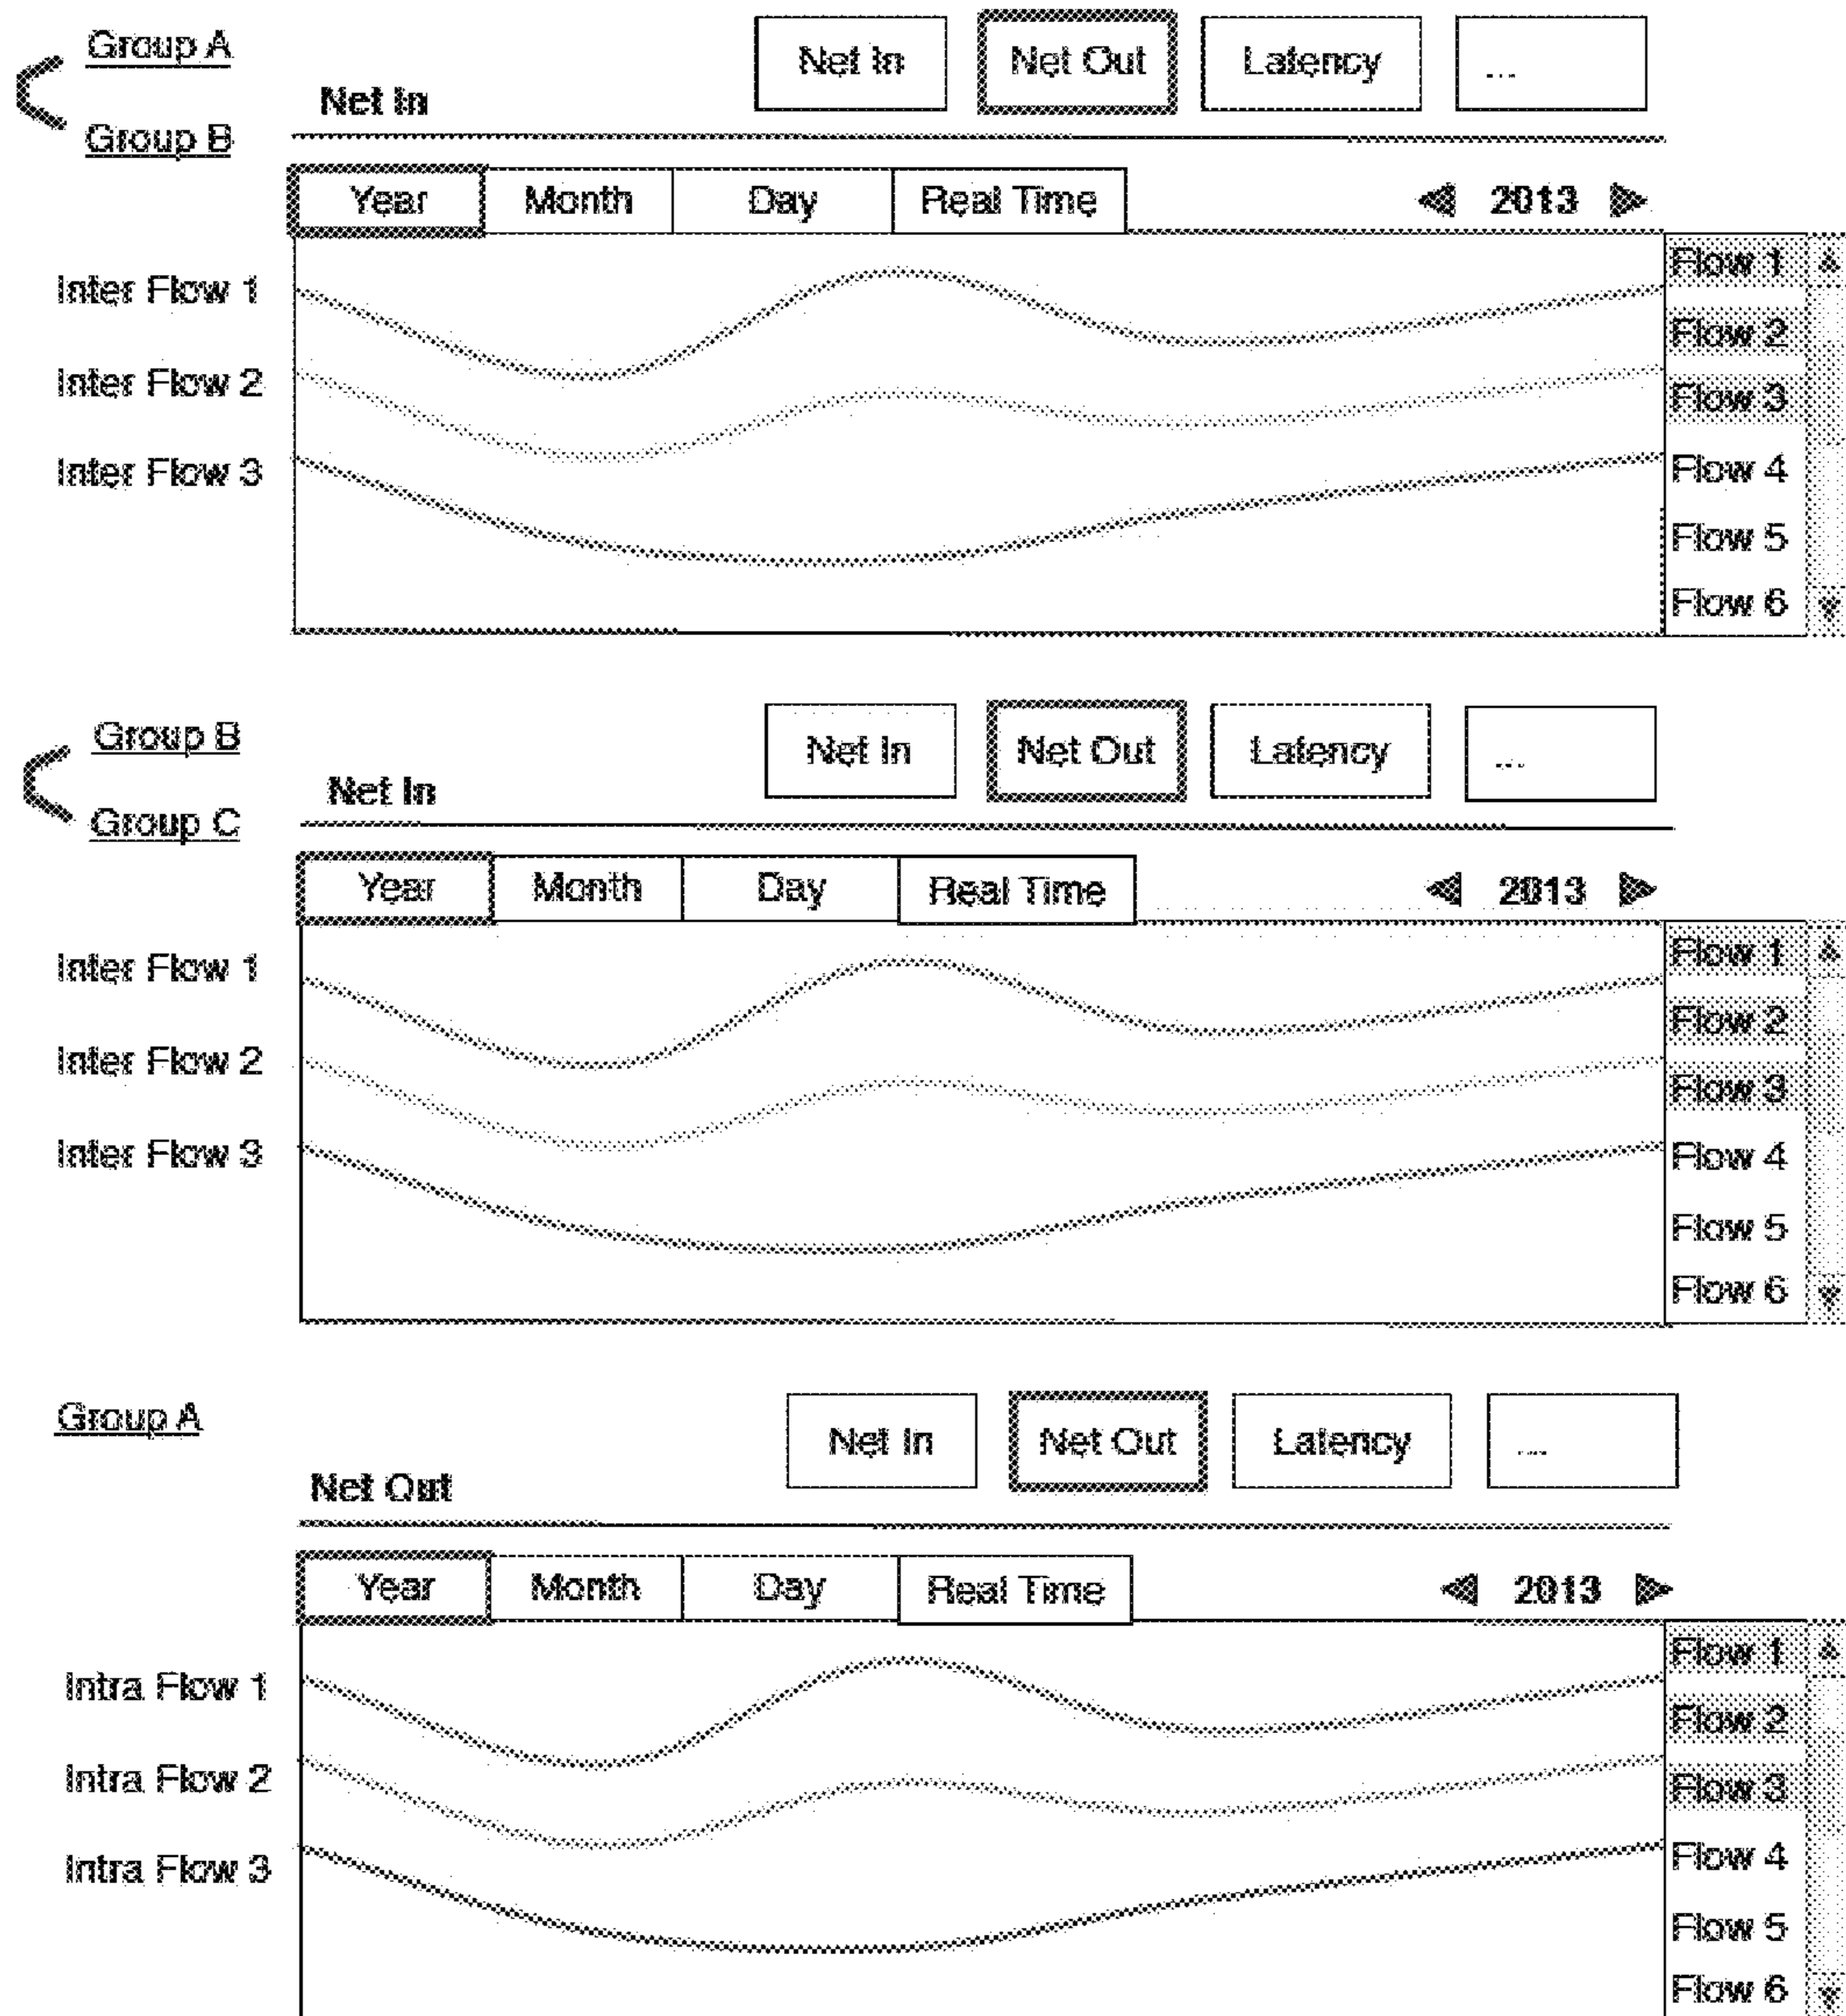 Group A
Group B
Net In
Net In Net Out Latency ...
Year Month Day Real Time 2013
Inter Flow 1
Inter Flow 2
Inter Flow 3
Flow 1
Flow 2
Flow 3
Flow 4
Flow 5
Flow 6
Group B
Group C
Net In
Net In Net Out Latency ...
Year Month Day Real Time 2013
Inter Flow 1
Inter Flow 2
Inter Flow 3
Flow 1
Flow 2
Flow 3
Flow 4
Flow 5
Flow 6
Group A
Net Out
Net In Net Out Latency ...
Year Month Day Real Time 2013
Intra Flow 1
Intra Flow 2
Intra Flow 3
Flow 1
Flow 2
Flow 3
Flow 4
Flow 5
Flow 6